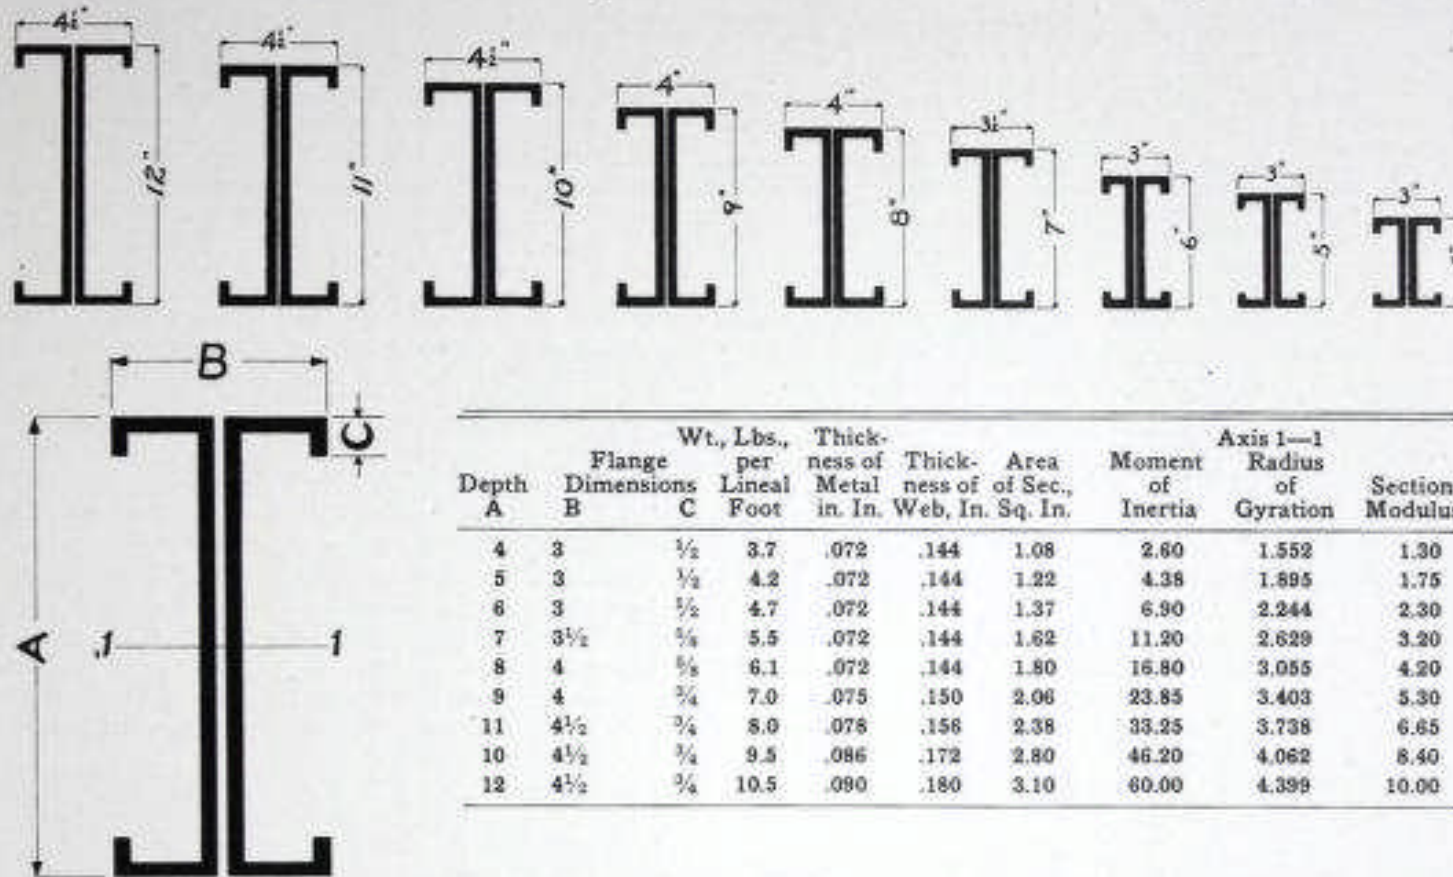 4½" 4½" 4½" 4" 4" 3½" 3" 3" 3"
12" 11" 10" 9" 8" 7" 6" 5"
B
C
A
1 1
Axis 1—1
Wt., Lbs., Thick-
Flange per ness of Thick- Area Moment Radius
Depth Dimensions Lineal Metal ness of of Sec., of of Section
A B C Foot in. In. Web, In. Sq. In. Inertia Gyration Modulus
4 3 ½ 3.7 .072 .144 1.08 2.60 1.552 1.30
5 3 ½ 4.2 .072 .144 1.22 4.38 1.895 1.75
6 3 ½ 4.7 .072 .144 1.37 6.90 2.244 2.30
7 3½ ⅝ 5.5 .072 .144 1.62 11.20 2.629 3.20
8 4 ⅝ 6.1 .072 .144 1.80 16.80 3.055 4.20
9 4 ¾ 7.0 .075 .150 2.06 23.85 3.403 5.30
11 4½ ¾ 8.0 .078 .156 2.38 33.25 3.738 6.65
10 4½ ¾ 9.5 .086 .172 2.80 46.20 4.062 8.40
12 4½ ¾ 10.5 .090 .180 3.10 60.00 4.399 10.00